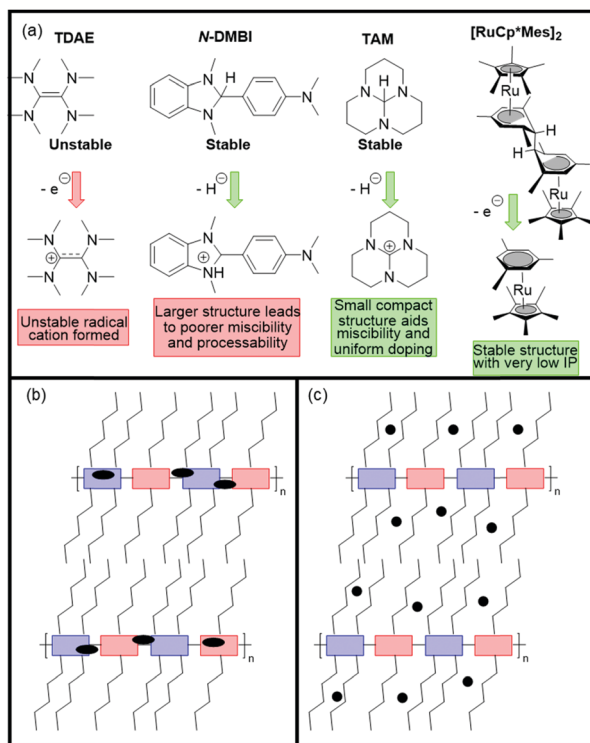 (a)
TDAE
N-DMBI
TAM
[RuCp*Mes]2
N
N
N
N
N
H
N
N
H
N
N
N
Ru
H
H
Ru
Unstable
Stable
Stable
- e⊖
- H⊖
- H⊖
- e⊖
N
N
⊕
N
N
N
⊕
NH
N
N
N
⊕
N
Ru
Unstable radical
cation formed
Larger structure leads
to poorer miscibility
and processability
Small compact
structure aids
miscibility and
uniform doping
Stable structure
with very low IP
(b)
(c)
n
n
n
n